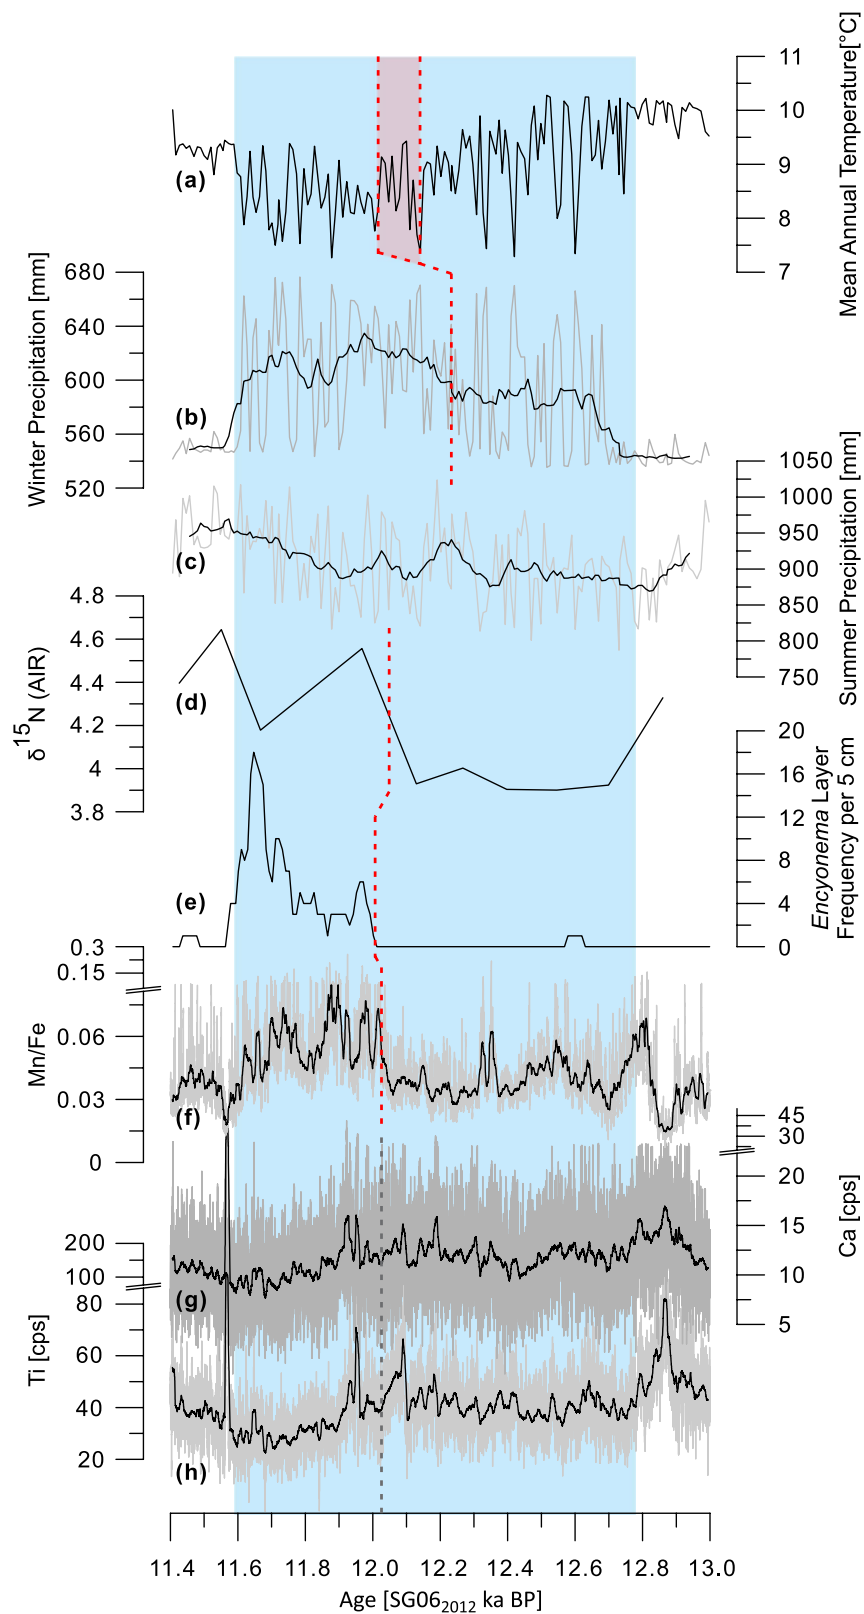 11
10
9
8
7
Mean Annual Temperature[°C]
(a)
680
640
600
560
520
Winter Precipitation [mm]
(b)
1050
1000
950
900
850
800
750
Summer Precipitation [mm]
(c)
4.8
4.6
4.4
4.2
4
3.8
δ 15N (AIR)
(d)
20
16
12
8
4
0
Encyonema Layer
Frequency per 5 cm
(e)
0.3
0.15
0.06
0.03
0
Mn/Fe
(f)
45
30
20
15
10
5
Ca [cps]
(g)
200
100
80
60
40
20
Ti [cps]
(h)
11.4 11.6 11.8 12.0 12.2 12.4 12.6 12.8 13.0
Age [SG062012 ka BP]